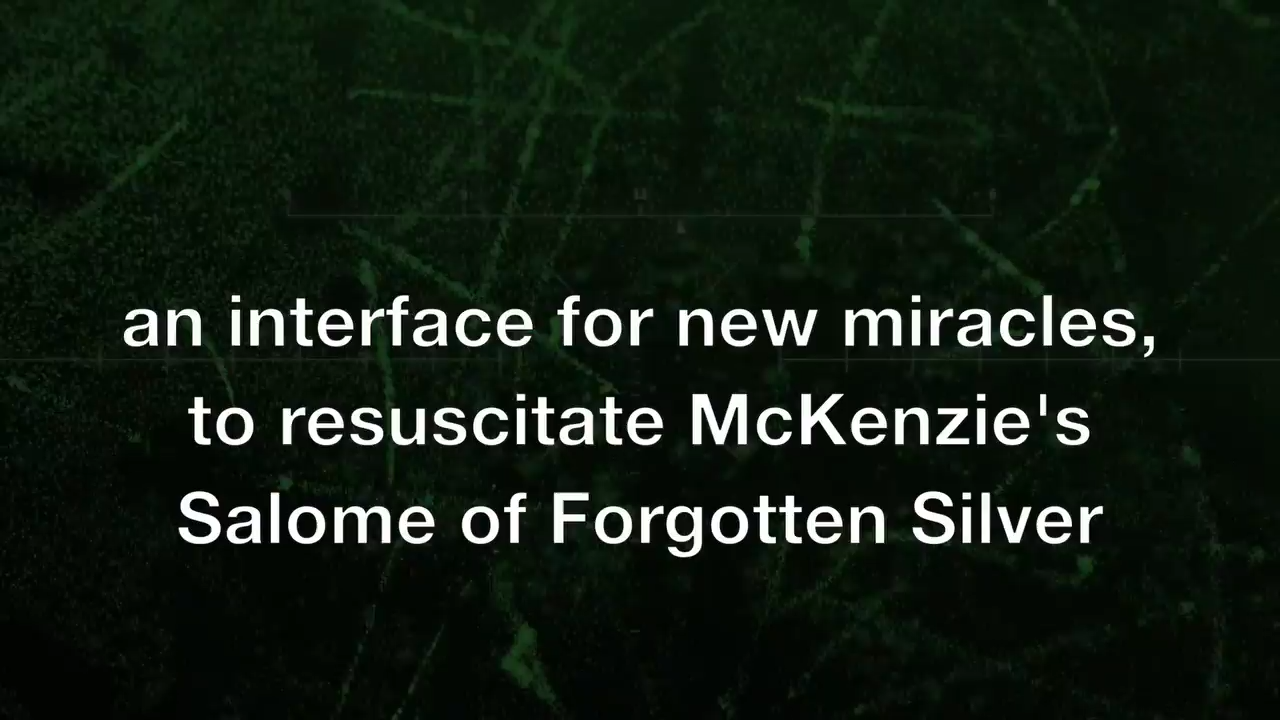 an interface for new miracles,
to resuscitate McKenzie's
Salome of Forgotten Silver